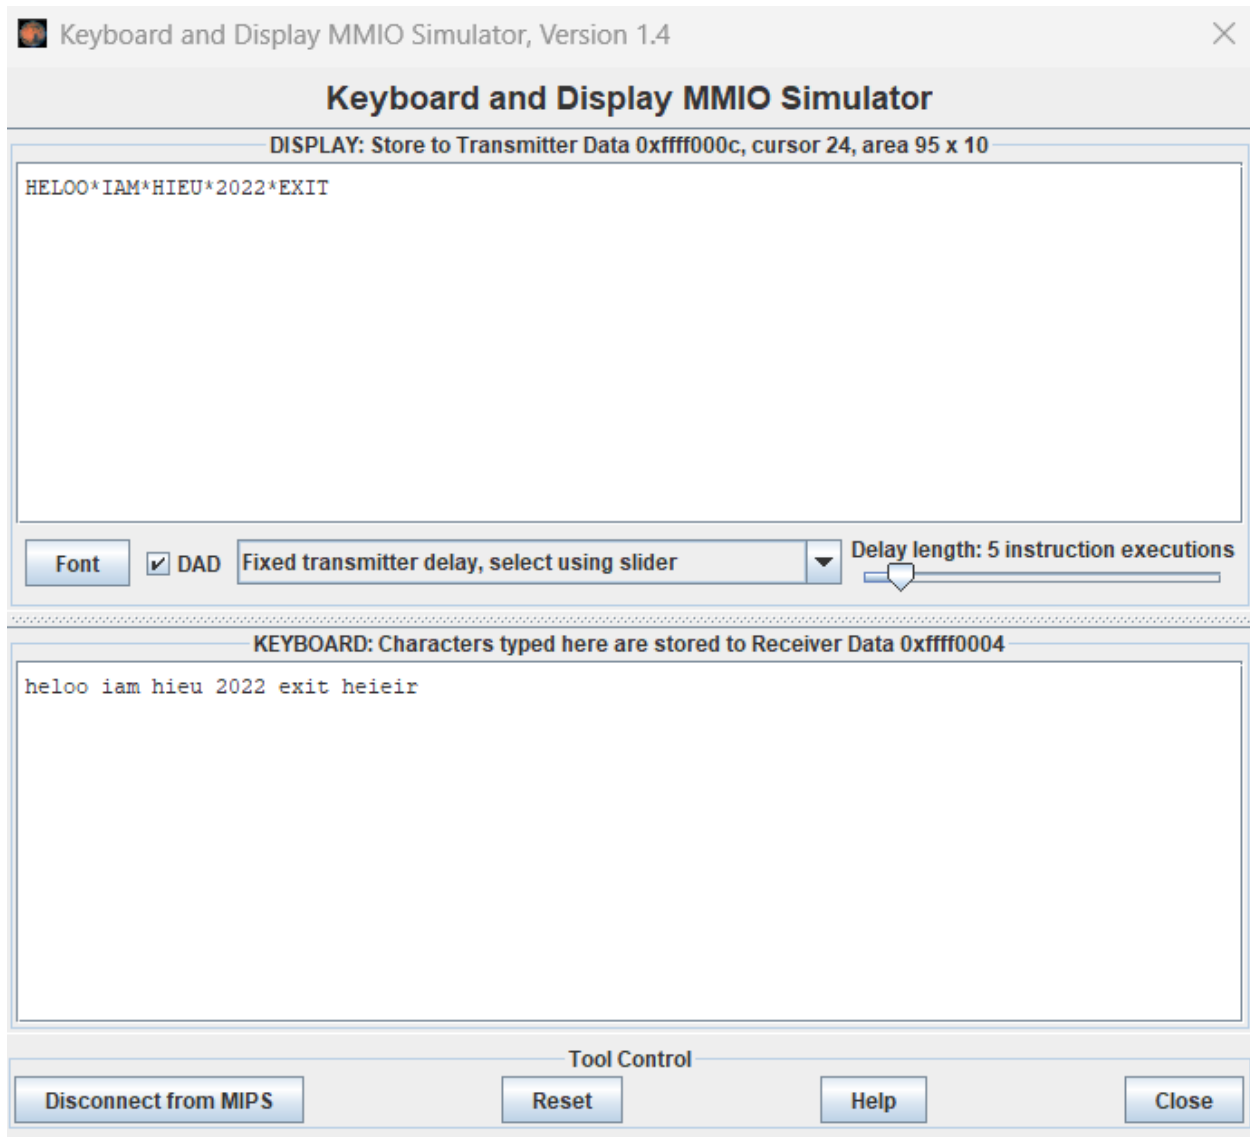 Keyboard and Display MMIO Simulator, Version 1.4
Keyboard and Display MMIO Simulator
DISPLAY: Store to Transmitter Data 0xffff000c, cursor 24, area 95 x 10
HELOO*IAM*HIEU*2022*EXIT
Font
DAD
Fixed transmitter delay, select using slider
Delay length: 5 instruction executions
KEYBOARD: Characters typed here are stored to Receiver Data 0xffff0004
heloo iam hieu 2022 exit heieir
Tool Control
Disconnect from MIPS
Reset
Help
Close